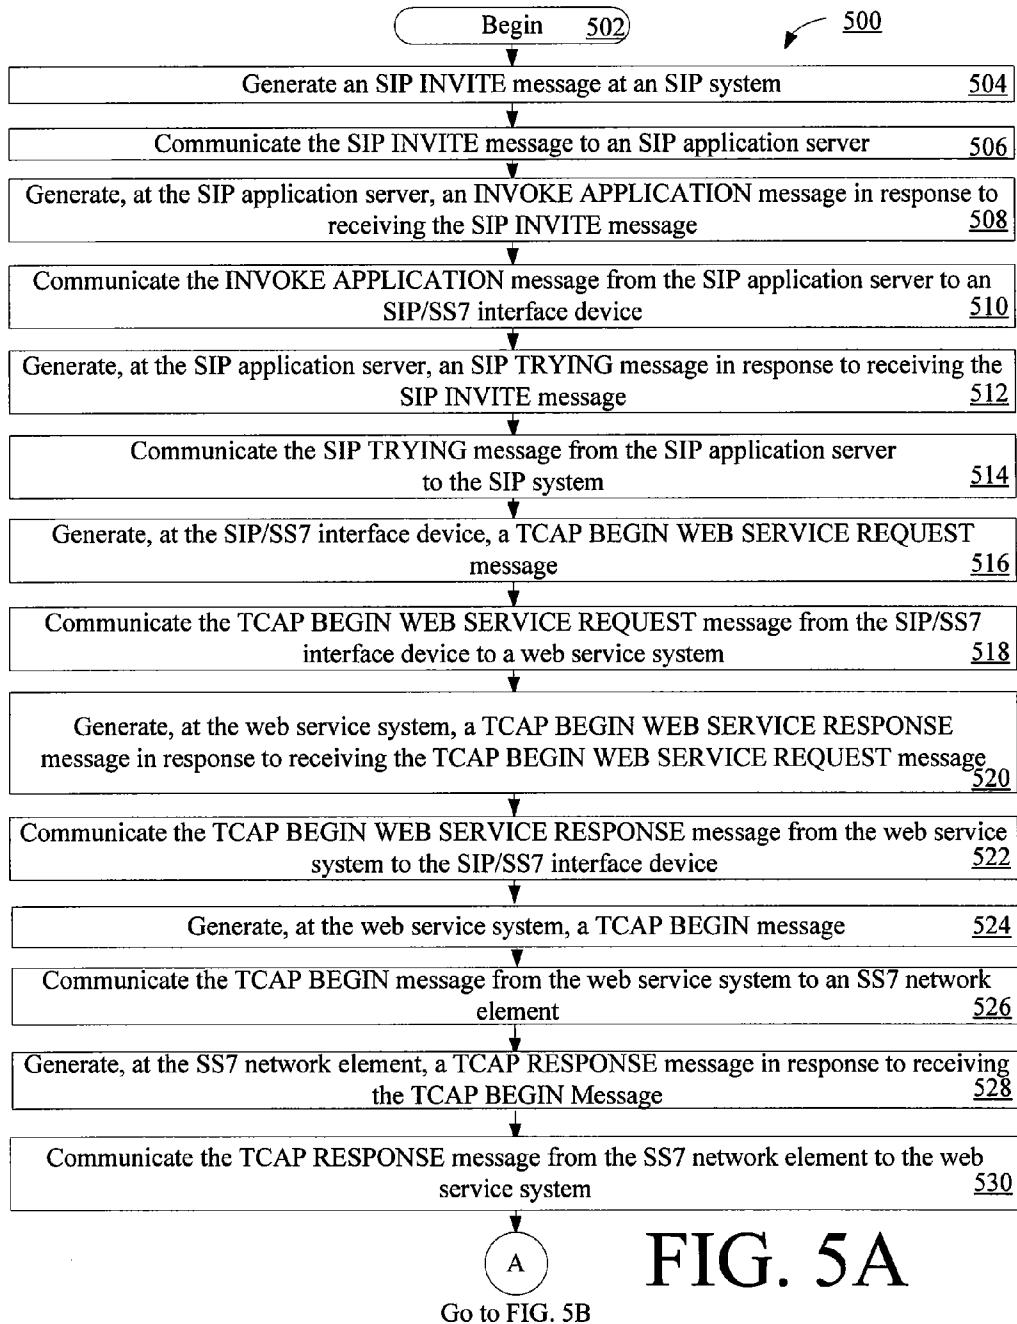 Begin 502
500
Generate an SIP INVITE message at an SIP system 504
Communicate the SIP INVITE message to an SIP application server 506
Generate, at the SIP application server, an INVOKE APPLICATION message in response to
receiving the SIP INVITE message 508
Communicate the INVOKE APPLICATION message from the SIP application server to an
SIP/SS7 interface device 510
Generate, at the SIP application server, an SIP TRYING message in response to receiving the
SIP INVITE message 512
Communicate the SIP TRYING message from the SIP application server
to the SIP system 514
Generate, at the SIP/SS7 interface device, a TCAP BEGIN WEB SERVICE REQUEST
message 516
Communicate the TCAP BEGIN WEB SERVICE REQUEST message from the SIP/SS7
interface device to a web service system 518
Generate, at the web service system, a TCAP BEGIN WEB SERVICE RESPONSE
message in response to receiving the TCAP BEGIN WEB SERVICE REQUEST message
520
Communicate the TCAP BEGIN WEB SERVICE RESPONSE message from the web service
system to the SIP/SS7 interface device 522
Generate, at the web service system, a TCAP BEGIN message 524
Communicate the TCAP BEGIN message from the web service system to an SS7 network
element 526
Generate, at the SS7 network element, a TCAP RESPONSE message in response to receiving
the TCAP BEGIN Message 528
Communicate the TCAP RESPONSE message from the SS7 network element to the web
service system 530
A
FIG. 5A
Go to FIG. 5B